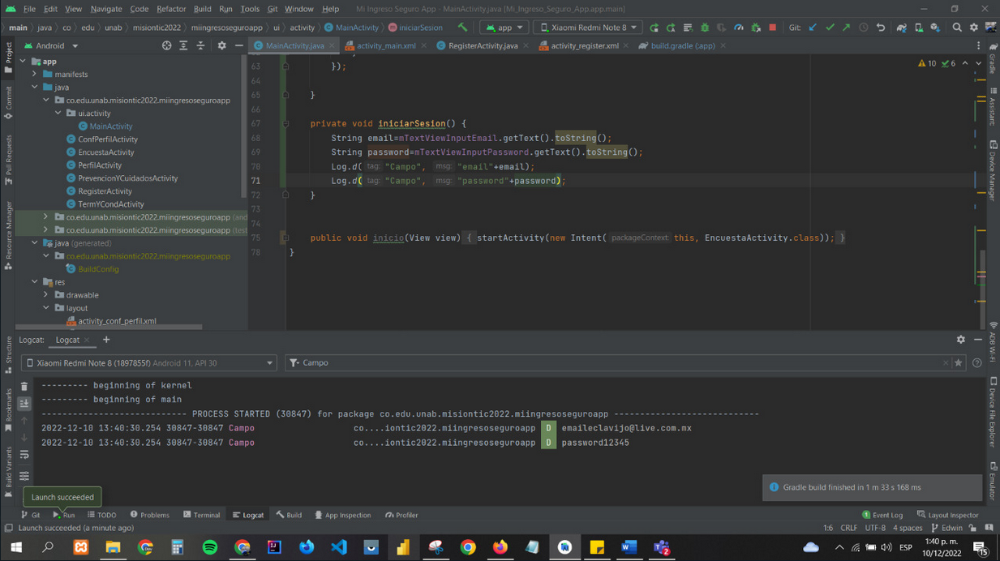 File Edit View Navigate Code Refactor Build Run Tools Git Window Help Mi Ingreso Seguro App - MainActivity.java [Mi_Ingreso_Seguro_App.app.main]
main java co edu unab misiontic2022 miingresoseguroapp ui activity MainActivity iniciarSesion app Xiaomi Redmi Note 8 Git:
Android MainActivity.java activity_main.xml RegisterActivity.java activity_register.xml build.gradle (:app)
Project
Commit
Pull Requests
Resource Manager
Structure
Bookmarks
Build Variants
app
manifests
java
co.edu.unab.misiontic2022.miingresoseguroapp
ui.activity
MainActivity
ConfPerfilActivity
EncuestaActivity
PerfilActivity
PrevencionYCuidadosActivity
RegisterActivity
TermYCondActivity
co.edu.unab.misiontic2022.miingresoseguroapp (and
co.edu.unab.misiontic2022.miingresoseguroapp (test
java (generated)
co.edu.unab.misiontic2022.miingresoseguroapp
BuildConfig
res
drawable
layout
activity_conf_perfil.xml
10 6
63 });
64
65 }
66
67 private void iniciarSesion() {
68 String email=mTextViewInputEmail.getText().toString();
69 String password=mTextViewInputPassword.getText().toString();
70 Log.d( tag: "Campo", msg: "email"+email);
71 Log.d( tag: "Campo", msg: "password"+password);
72 }
73
74
75 public void inicio(View view) { startActivity(new Intent( packageContext: this, EncuestaActivity.class)); }
78 }
Gradle
Assistant
Device Manager
ADB Wi-Fi
Device File Explorer
Emulator
Logcat: Logcat
Xiaomi Redmi Note 8 (1897855f) Android 11, API 30 Campo
--------- beginning of kernel
--------- beginning of main
---------------------------- PROCESS STARTED (30847) for package co.edu.unab.misiontic2022.miingresoseguroapp ----------------------------
2022-12-10 13:40:30.254 30847-30847 Campo co....iontic2022.miingresoseguroapp D emaileclavijo@live.com.mx
2022-12-10 13:40:30.254 30847-30847 Campo co....iontic2022.miingresoseguroapp D password12345
Gradle build finished in 1 m 33 s 168 ms
Launch succeeded
Git Run TODO Problems Terminal Logcat Build App Inspection Profiler 1 Event Log Layout Inspector
Launch succeeded (a minute ago) 1:6 CRLF UTF-8 4 spaces Edwin
ESP 1:40 p. m.
10/12/2022 15